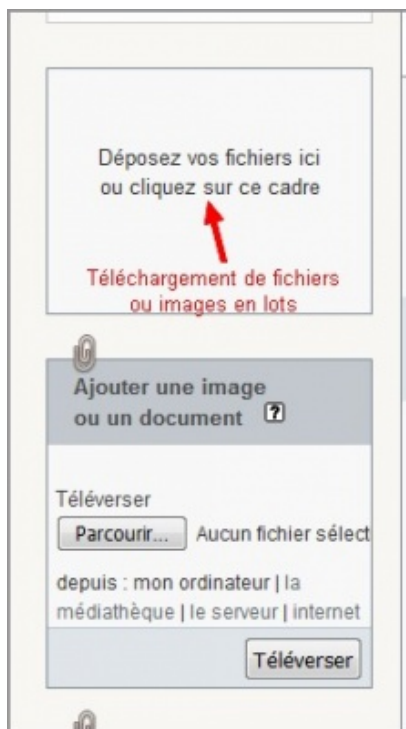 Déposez vos fichiers ici
ou cliquez sur ce cadre
Téléchargement de fichiers
ou images en lots
Ajouter une image
ou un document ?
Téléverser
Parcourir... Aucun fichier sélect
depuis : mon ordinateur | la
médiathèque | le serveur | internet
Téléverser